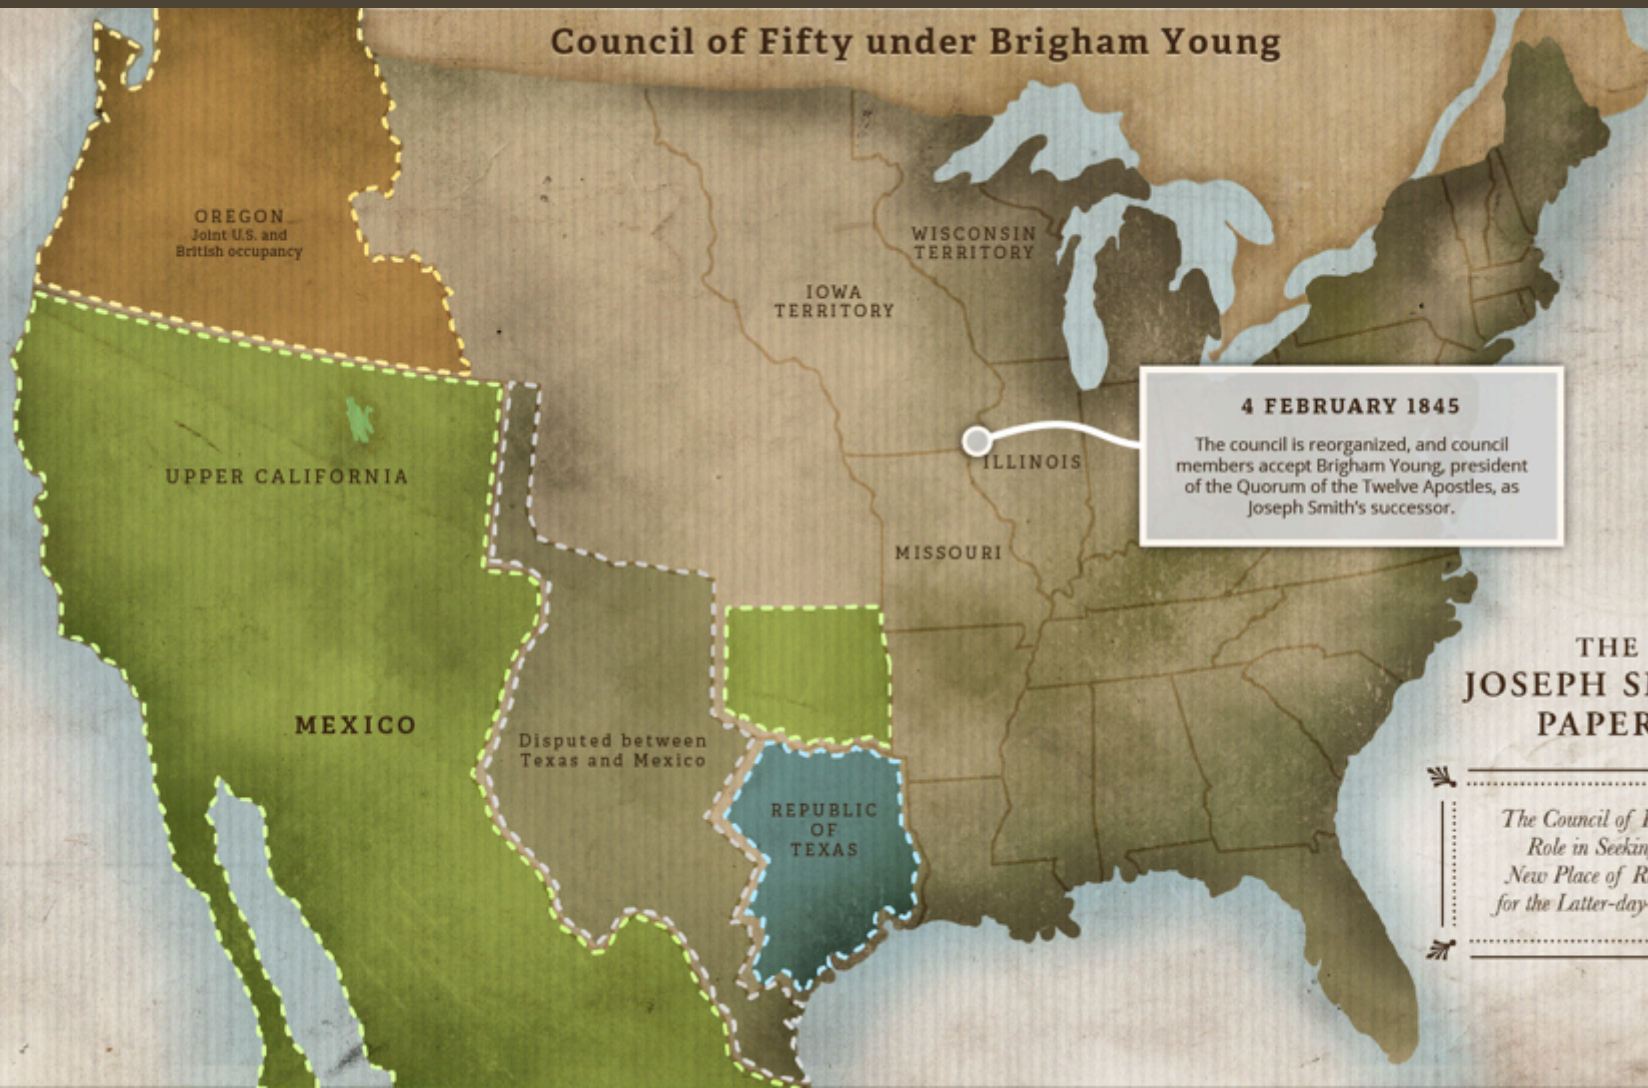 Council of Fifty under Brigham Young
OREGON
Joint U.S. and
British occupancy
WISCONSIN
TERRITORY
IOWA
TERRITORY
4 FEBRUARY 1845
The council is reorganized, and council
members accept Brigham Young, president
of the Quorum of the Twelve Apostles, as
Joseph Smith's successor.
UPPER CALIFORNIA
ILLINOIS
MISSOURI
MEXICO
Disputed between
Texas and Mexico
REPUBLIC
OF
TEXAS
THE
JOSEPH
PAPER
The Council of
Role in
New Place of
for the Latter-day